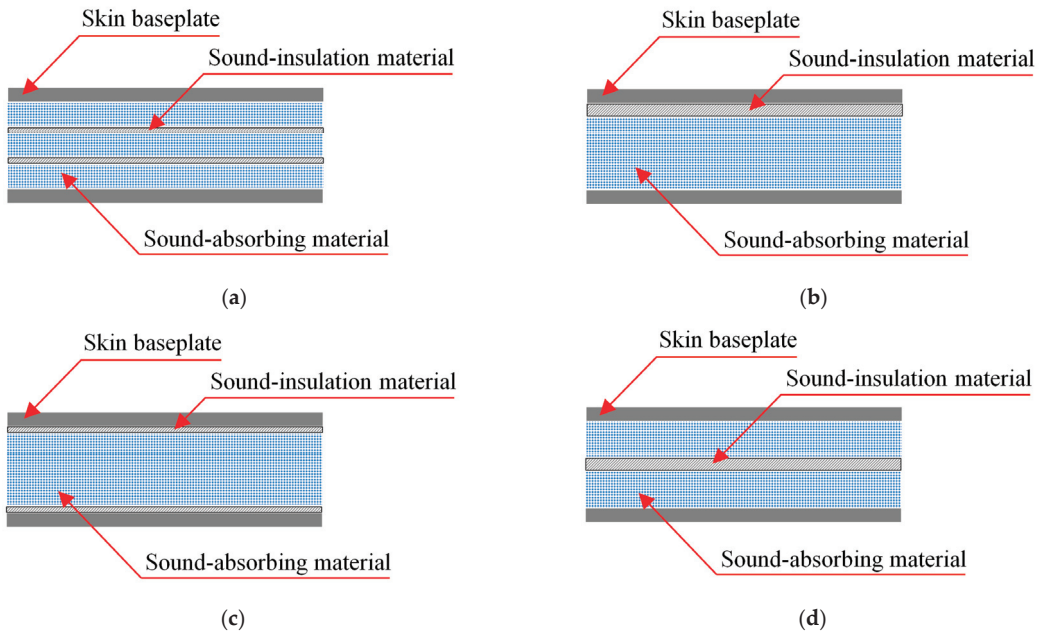 Skin baseplate
Sound-insulation material
Sound-absorbing material
(a)
Skin baseplate
Sound-insulation material
Sound-absorbing material
(b)
Skin baseplate
Sound-insulation material
Sound-absorbing material
(c)
Skin baseplate
Sound-insulation material
Sound-absorbing material
(d)